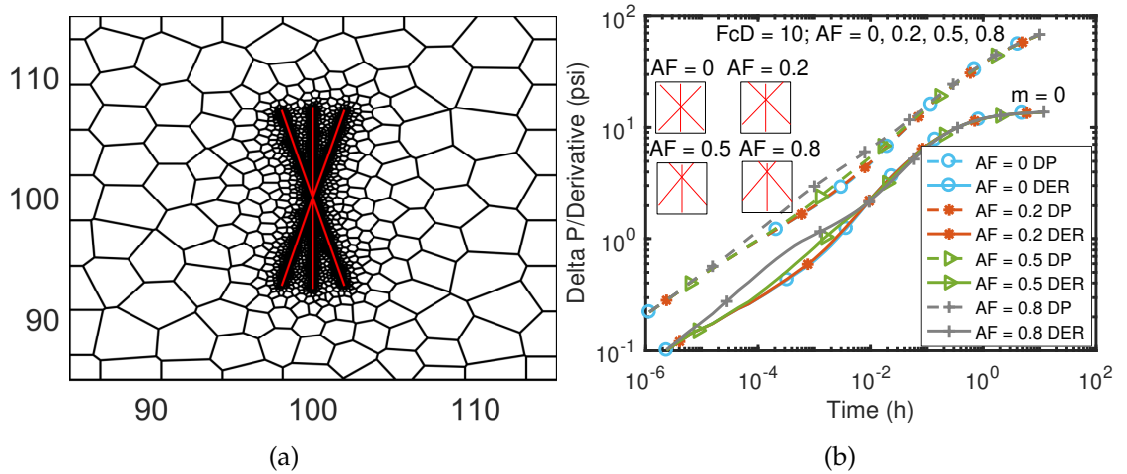 110
100
90
90
100
110
(a)
Delta P/Derivative (psi)
10^2
10^1
10^0
10^-1
FcD = 10; AF = 0, 0.2, 0.5, 0.8
AF = 0
AF = 0.2
AF = 0.5
AF = 0.8
m = 0
AF = 0 DP
AF = 0 DER
AF = 0.2 DP
AF = 0.2 DER
AF = 0.5 DP
AF = 0.5 DER
AF = 0.8 DP
AF = 0.8 DER
10^-6
10^-4
10^-2
10^0
10^2
Time (h)
(b)